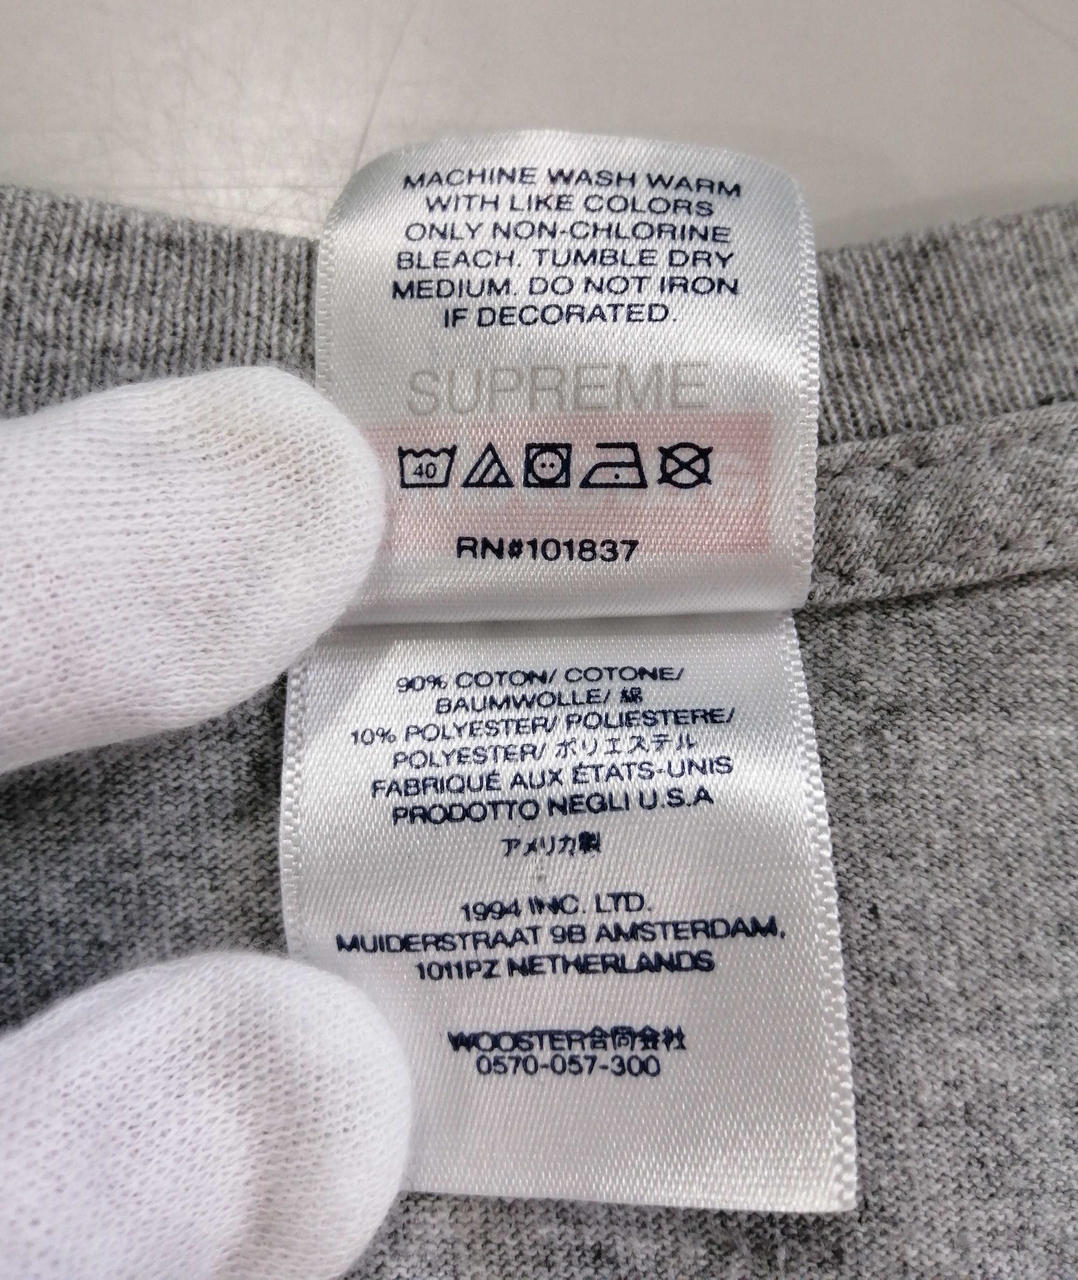 MACHINE WASH WARM
WITH LIKE COLORS
ONLY NON-CHLORINE
BLEACH. TUMBLE DRY
MEDIUM. DO NOT IRON
IF DECORATED.
SUPREME
40
RN#101837
90% COTON/ COTONE/
BAUMWOLLE/ 綿
10% POLYESTER/ POLIESTERE/
POLYESTER/ ポリエステル
FABRIQUÉ AUX ÉTATS-UNIS
PRODOTTO NEGLI U.S.A
アメリカ製
1994 INC. LTD.
MUIDERSTRAAT 9B AMSTERDAM,
1011PZ NETHERLANDS
WOOSTER合同会社
0570-057-300